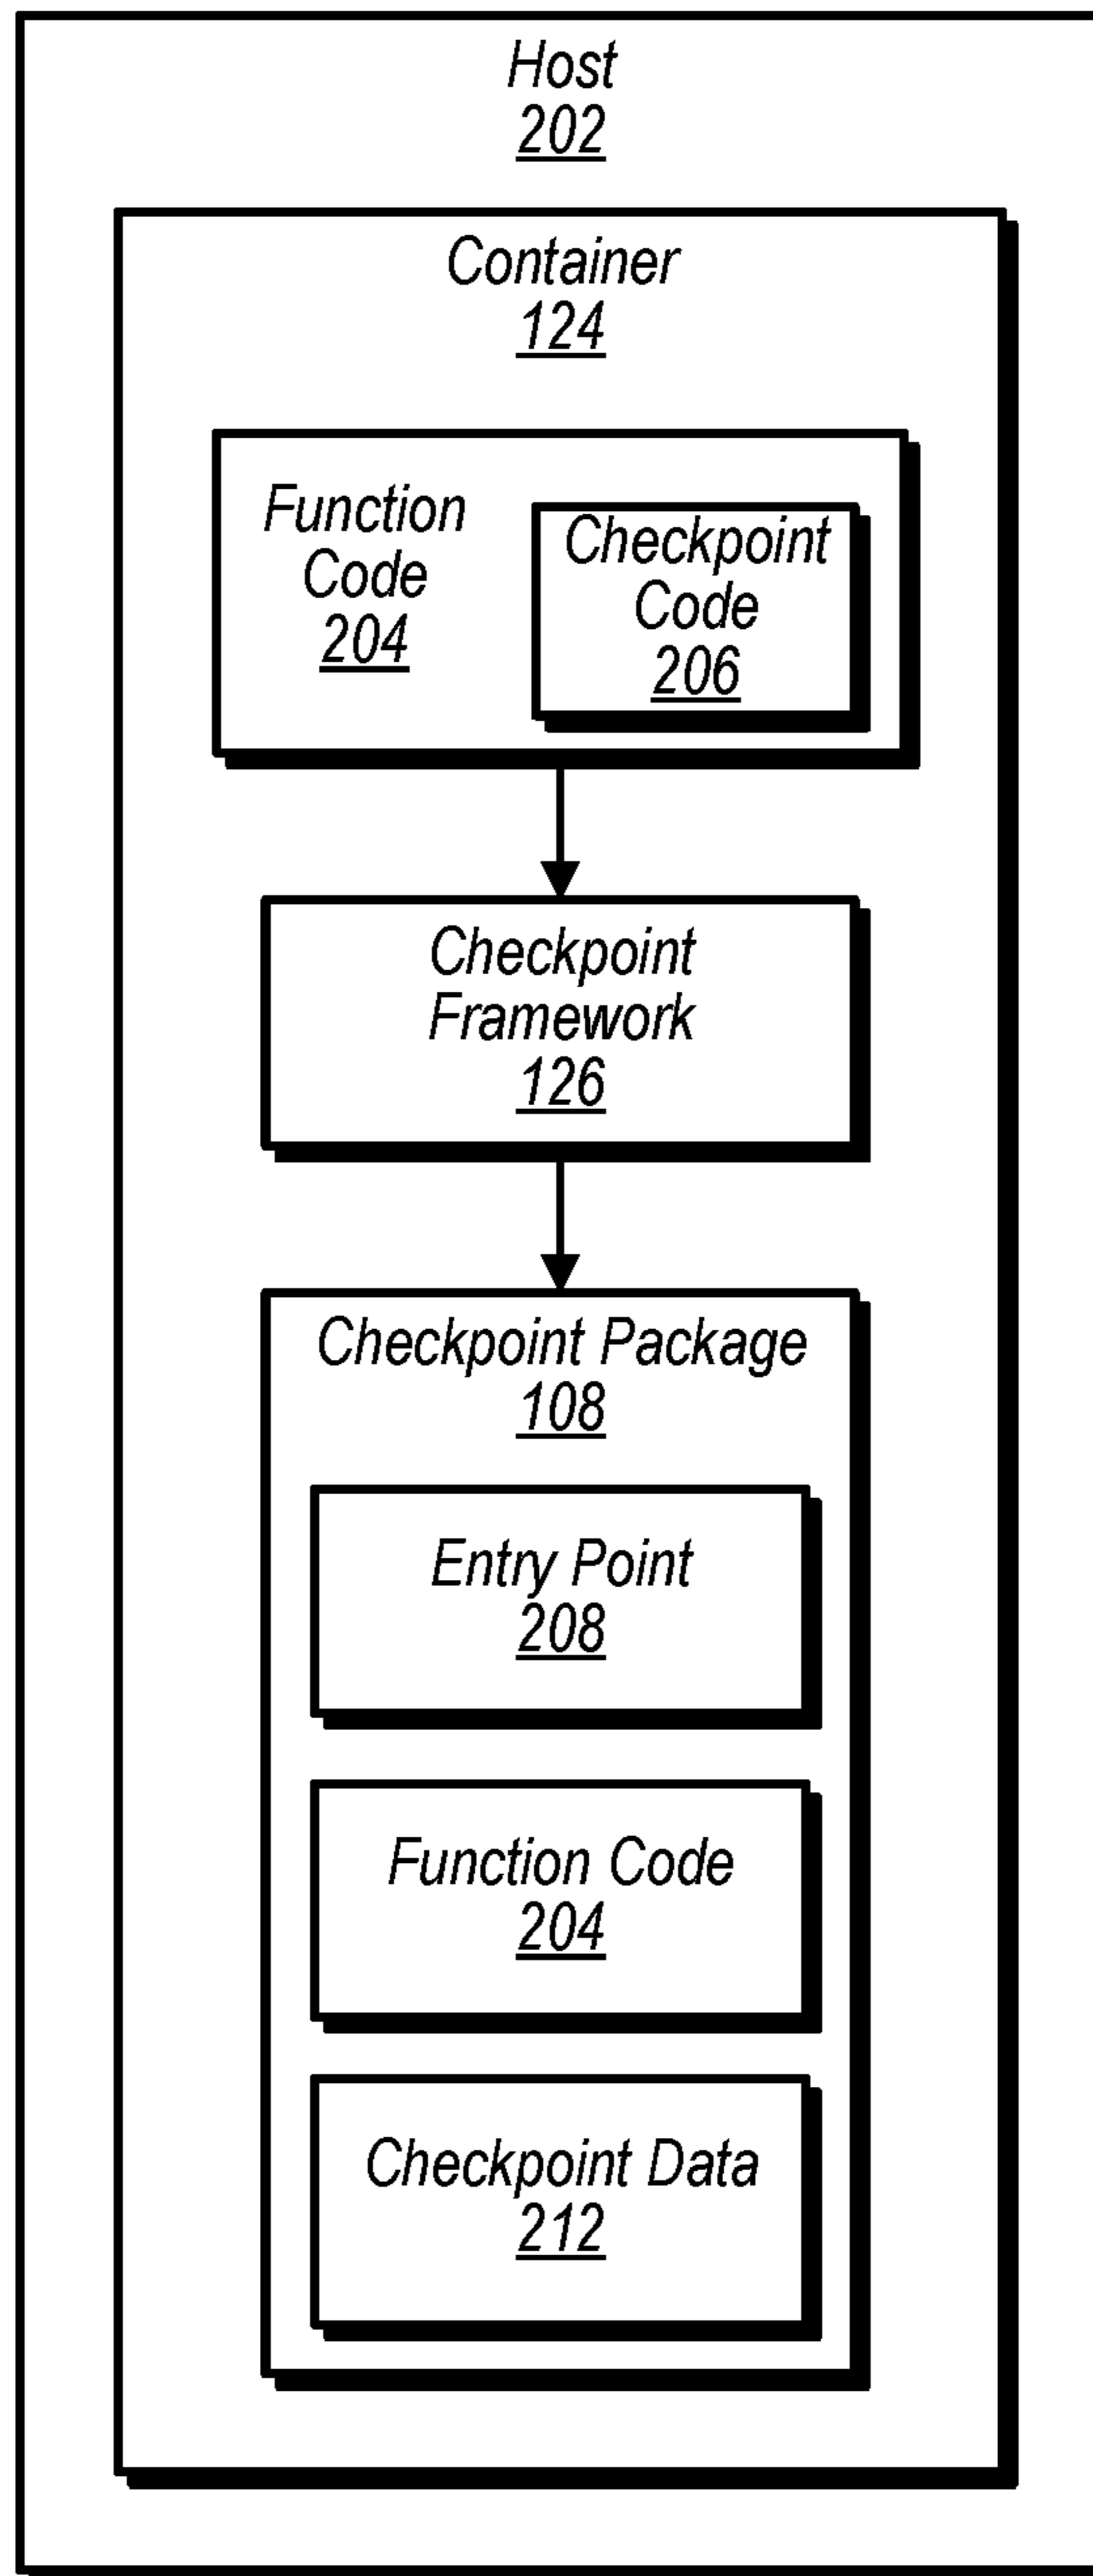 Host
202
Container
124
Function
Code
204
Checkpoint
Code
206
Checkpoint
Framework
126
Checkpoint Package
108
Entry Point
208
Function Code
204
Checkpoint Data
212